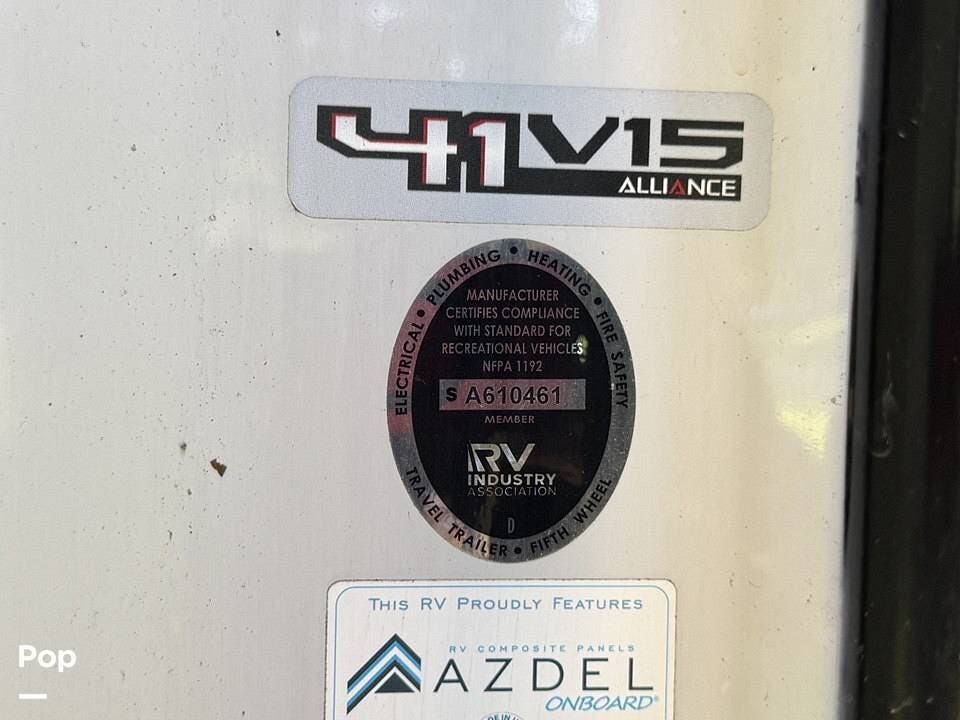 41V15
ALLIANCE
ELECTRICAL • PLUMBING • HEATING • FIRE SAFETY
MANUFACTURER
CERTIFIES COMPLIANCE
WITH STANDARD FOR
RECREATIONAL VEHICLES
NFPA 1192
S A610461
MEMBER
RV
INDUSTRY
ASSOCIATION
D
TRAVEL TRAILER • FIFTH WHEEL
THIS RV PROUDLY FEATURES
RV COMPOSITE PANELS
AZDEL
ONBOARD®
Pop